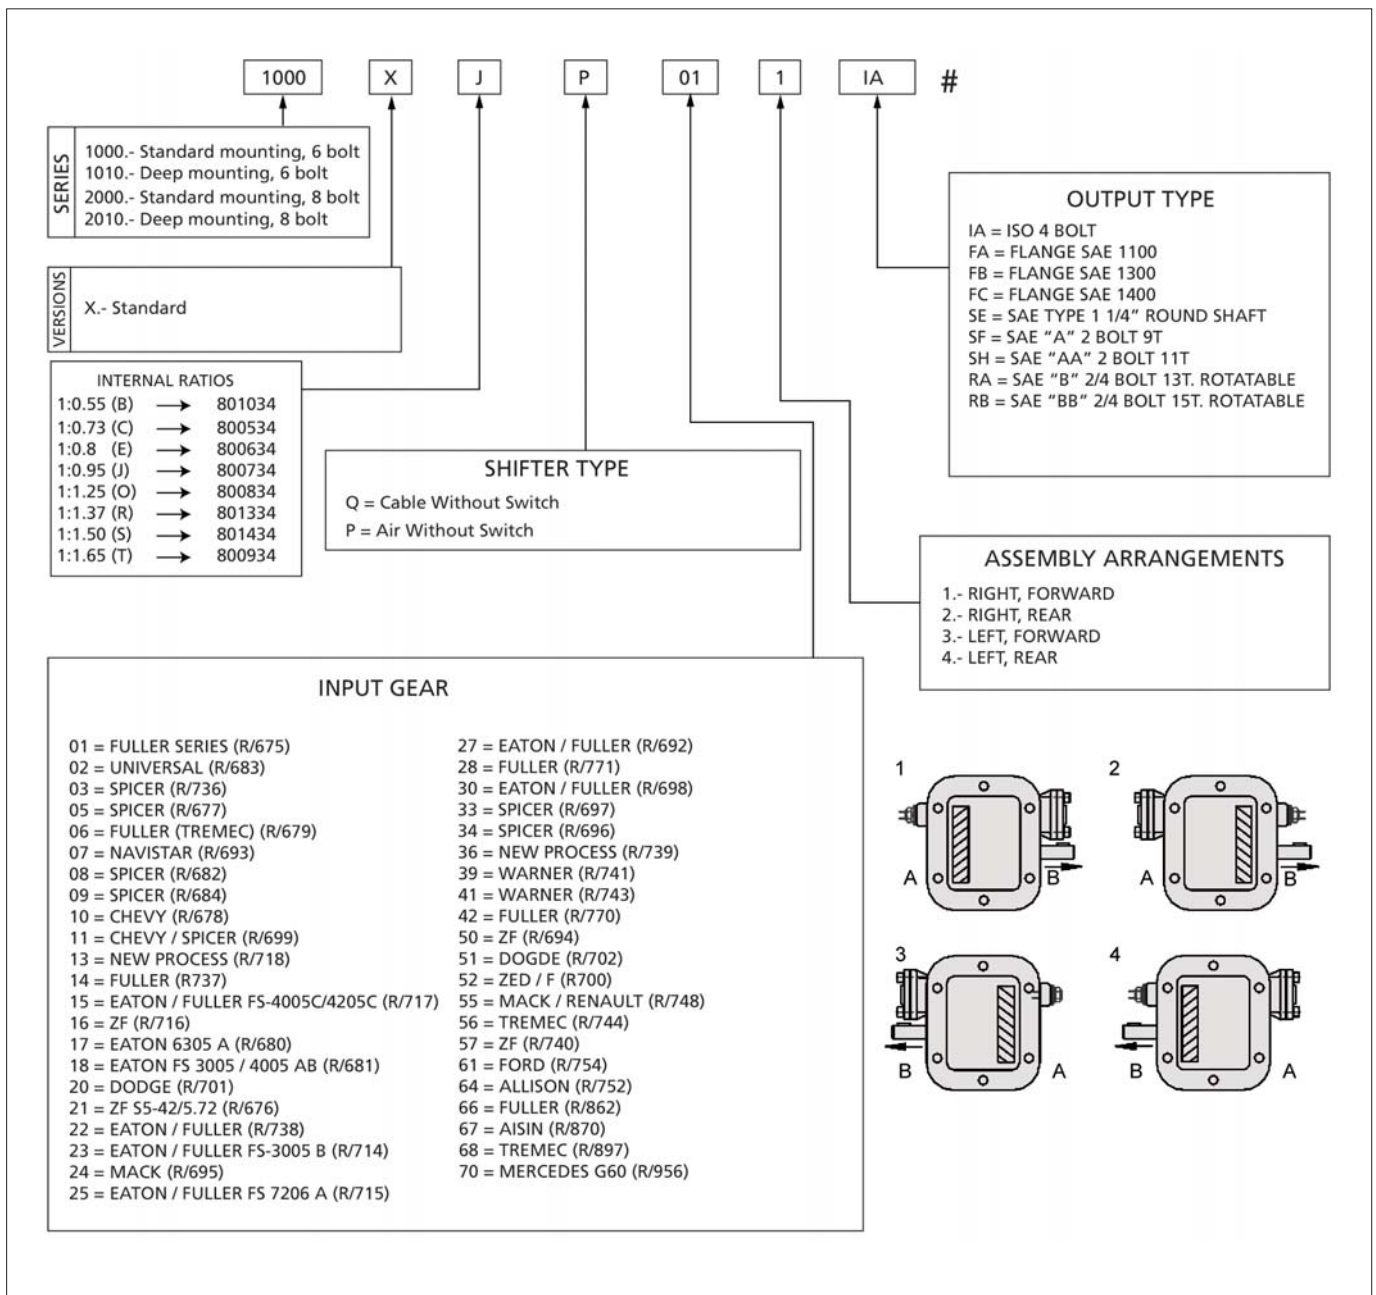 1000 X J P 01 1 IA #
SERIES
1000.- Standard mounting, 6 bolt
1010.- Deep mounting, 6 bolt
2000.- Standard mounting, 8 bolt
2010.- Deep mounting, 8 bolt
VERSIONS
X.- Standard
INTERNAL RATIOS
1:0.55 (B) → 801034
1:0.73 (C) → 800534
1:0.8 (E) → 800634
1:0.95 (J) → 800734
1:1.25 (O) → 800834
1:1.37 (R) → 801334
1:1.50 (S) → 801434
1:1.65 (T) → 800934
SHIFTER TYPE
Q = Cable Without Switch
P = Air Without Switch
OUTPUT TYPE
IA = ISO 4 BOLT
FA = FLANGE SAE 1100
FB = FLANGE SAE 1300
FC = FLANGE SAE 1400
SE = SAE TYPE 1 1/4” ROUND SHAFT
SF = SAE “A” 2 BOLT 9T
SH = SAE “AA” 2 BOLT 11T
RA = SAE “B” 2/4 BOLT 13T. ROTATABLE
RB = SAE “BB” 2/4 BOLT 15T. ROTATABLE
ASSEMBLY ARRANGEMENTS
1.- RIGHT, FORWARD
2.- RIGHT, REAR
3.- LEFT, FORWARD
4.- LEFT, REAR
INPUT GEAR
01 = FULLER SERIES (R/675)
02 = UNIVERSAL (R/683)
03 = SPICER (R/736)
05 = SPICER (R/677)
06 = FULLER (TREMEC) (R/679)
07 = NAVISTAR (R/693)
08 = SPICER (R/682)
09 = SPICER (R/684)
10 = CHEVY (R/678)
11 = CHEVY / SPICER (R/699)
13 = NEW PROCESS (R/718)
14 = FULLER (R737)
15 = EATON / FULLER FS-4005C/4205C (R/717)
16 = ZF (R/716)
17 = EATON 6305 A (R/680)
18 = EATON FS 3005 / 4005 AB (R/681)
20 = DODGE (R/701)
21 = ZF S5-42/5.72 (R/676)
22 = EATON / FULLER (R/738)
23 = EATON / FULLER FS-3005 B (R/714)
24 = MACK (R/695)
25 = EATON / FULLER FS 7206 A (R/715)
27 = EATON / FULLER (R/692)
28 = FULLER (R/771)
30 = EATON / FULLER (R/698)
33 = SPICER (R/697)
34 = SPICER (R/696)
36 = NEW PROCESS (R/739)
39 = WARNER (R/741)
41 = WARNER (R/743)
42 = FULLER (R/770)
50 = ZF (R/694)
51 = DOGDE (R/702)
52 = ZED / F (R700)
55 = MACK / RENAULT (R/748)
56 = TREMEC (R/744)
57 = ZF (R/740)
61 = FORD (R/754)
64 = ALLISON (R/752)
66 = FULLER (R/862)
67 = AISIN (R/870)
68 = TREMEC (R/897)
70 = MERCEDES G60 (R/956)
1 2
A B A B
3 4
B A B A